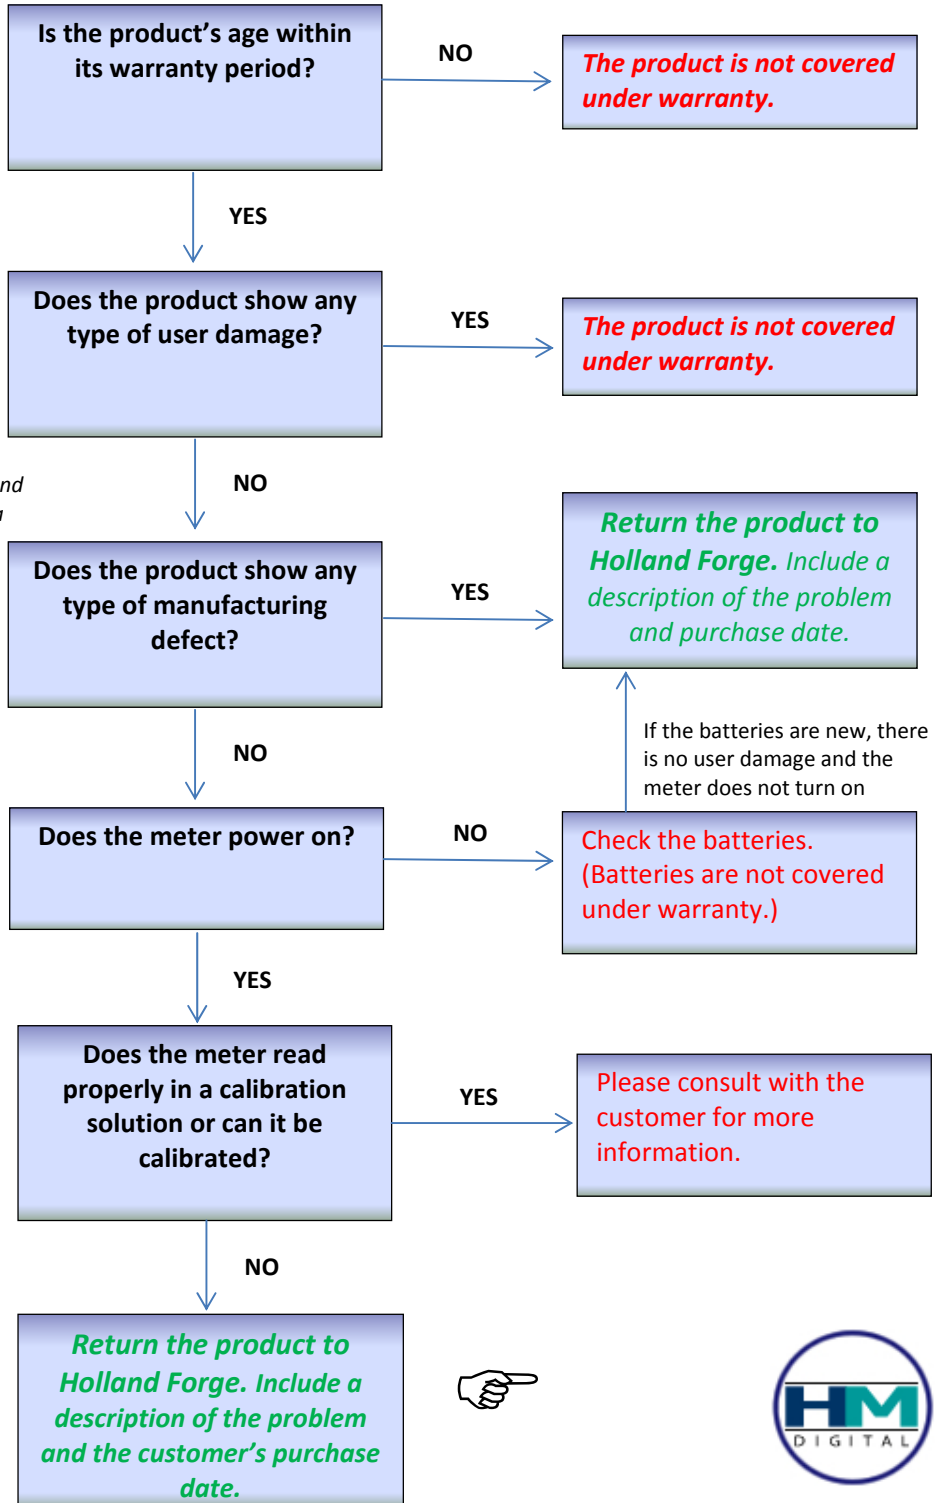 Is the product’s age within
its warranty period?
NO
The product is not covered
under warranty.
YES
Does the product show any
type of user damage?
YES
The product is not covered
under warranty.
NO
nd
a
Does the product show any
type of manufacturing
defect?
YES
Return the product to
Holland Forge. Include a
description of the problem
and purchase date.
NO
If the batteries are new, there
is no user damage and the
meter does not turn on
Does the meter power on?
NO
Check the batteries.
(Batteries are not covered
under warranty.)
YES
Does the meter read
properly in a calibration
solution or can it be
calibrated?
YES
Please consult with the
customer for more
information.
NO
Return the product to
Holland Forge. Include a
description of the problem
and the customer’s purchase
date.
HM
DIGITAL